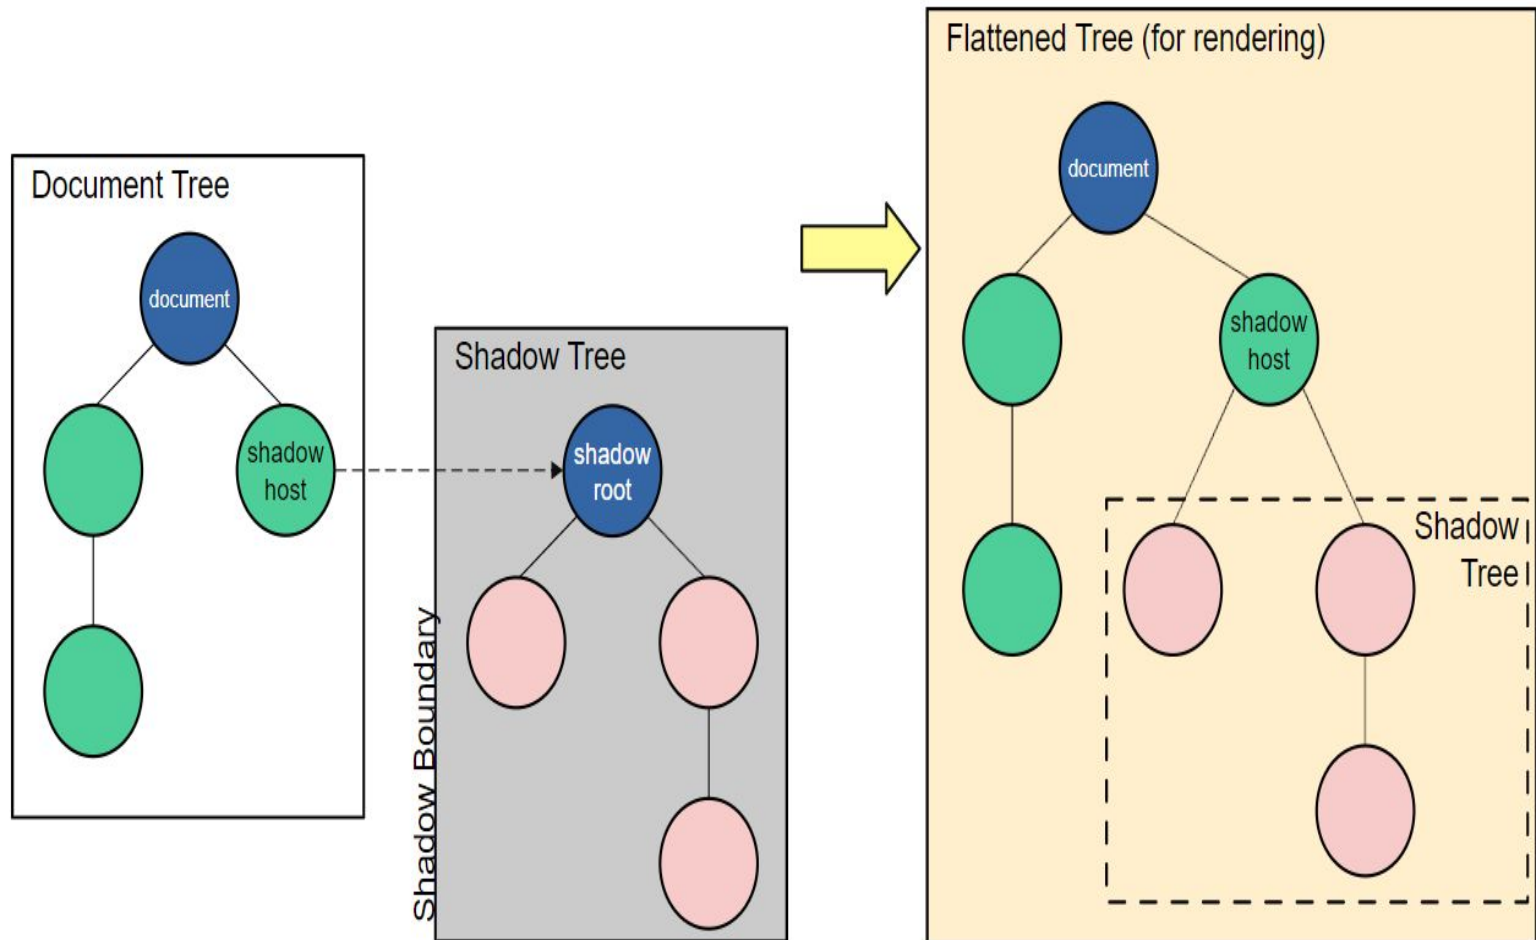 Document Tree
document
shadow
host
Shadow Tree
shadow
root
Shadow Boundary
Flattened Tree (for rendering)
document
shadow
host
Shadow
Tree